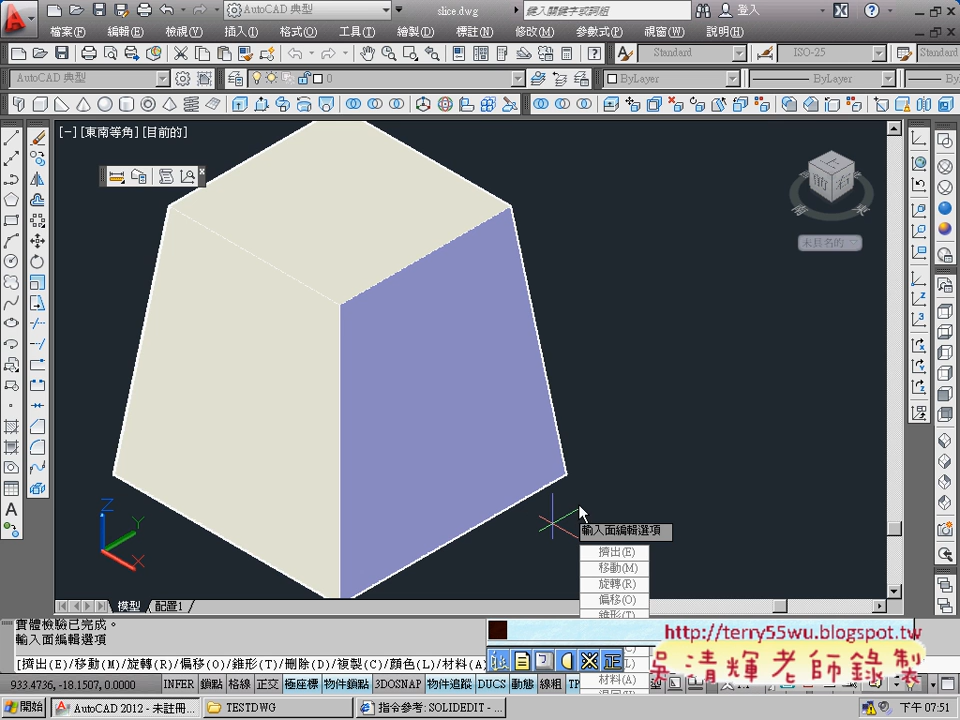 AutoCAD 典型
slice.dwg
鍵入關鍵字或詞組
登入
檔案(F) 編輯(E) 檢視(V) 插入(I) 格式(O) 工具(T) 繪製(D) 標註(N) 修改(M) 參數式(P) 視窗(W) 說明(H)
Standard ISO-25 Standard
AutoCAD 典型 0 ByLayer ByLayer
[−][東南等角][目前的]
上
前 右
南 東
未具名的
Z
Y
X
輸入面編輯選項
擠出(E)
移動(M)
旋轉(R)
偏移(O)
錐形(T)
材料(A)
模型 配置1
實體檢驗已完成。
輸入面編輯選項
[擠出(E)/移動(M)/旋轉(R)/偏移(O)/錐形(T)/刪除(D)/複製(C)/顏色(L)/材料(A)
http://terry55wu.blogspot.tw
吳清輝老師錄製
933.4736, -18.1507, 0.0000 INFER 鎖點 格線 正交 極座標 物件鎖點 3DOSNAP 物件追蹤 DUCS 動態 線粗
開始 AutoCAD 2012 - 未註冊... TESTDWG 指令參考: SOLIDEDIT - ... 下午 07:51